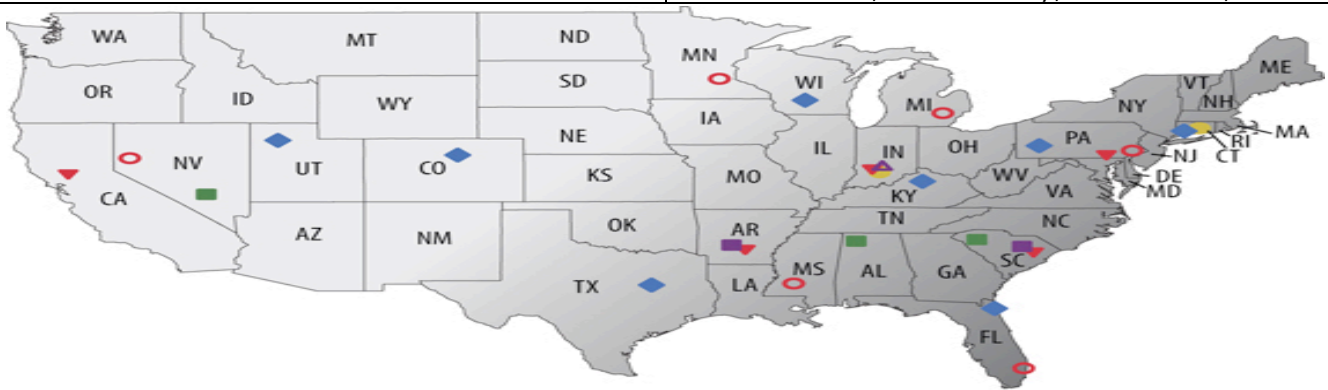 WA
MT
ND
MN
ME
OR
ID
WY
SD
WI
MI
NY
VT
NH
MA
RI
CT
NV
UT
CO
NE
IA
IL
IN
OH
PA
NJ
DE
MD
CA
KS
MO
KY
WV
VA
AZ
NM
OK
AR
TN
NC
TX
LA
MS
AL
GA
SC
FL